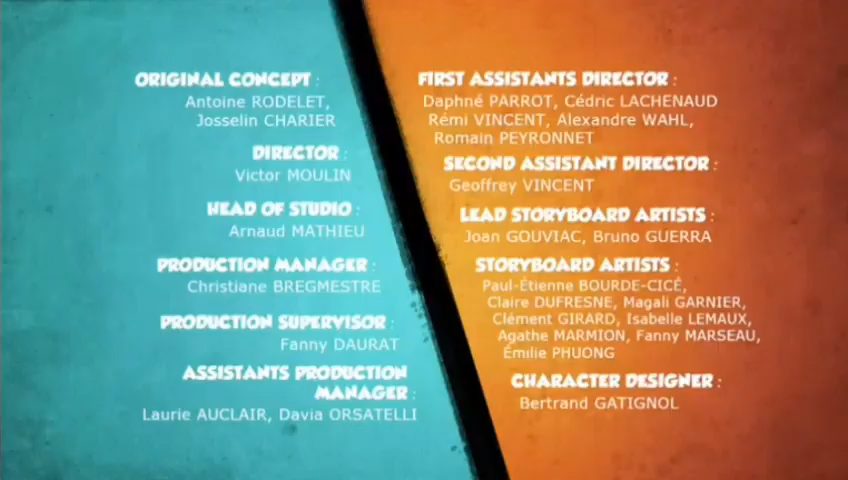 ORIGINAL CONCEPT :
Antoine RODELET,
Josselin CHARIER
DIRECTOR :
Victor MOULIN
HEAD OF STUDIO :
Arnaud MATHIEU
PRODUCTION MANAGER :
Christiane BREGMESTRE
PRODUCTION SUPERVISOR :
Fanny DAURAT
ASSISTANTS PRODUCTION
MANAGER :
Laurie AUCLAIR, Davia ORSATELLI
FIRST ASSISTANTS DIRECTOR :
Daphné PARROT, Cédric LACHENAUD
Rémi VINCENT, Alexandre WAHL,
Romain PEYRONNET
SECOND ASSISTANT DIRECTOR :
Geoffrey VINCENT
LEAD STORYBOARD ARTISTS :
Joan GOUVIAC, Bruno GUERRA
STORYBOARD ARTISTS :
Paul-Étienne BOURDE-CICÉ,
Claire DUFRESNE, Magali GARNIER,
Clément GIRARD, Isabelle LEMAUX,
Agathe MARMION, Fanny MARSEAU,
Émilie PHUONG
CHARACTER DESIGNER :
Bertrand GATIGNOL